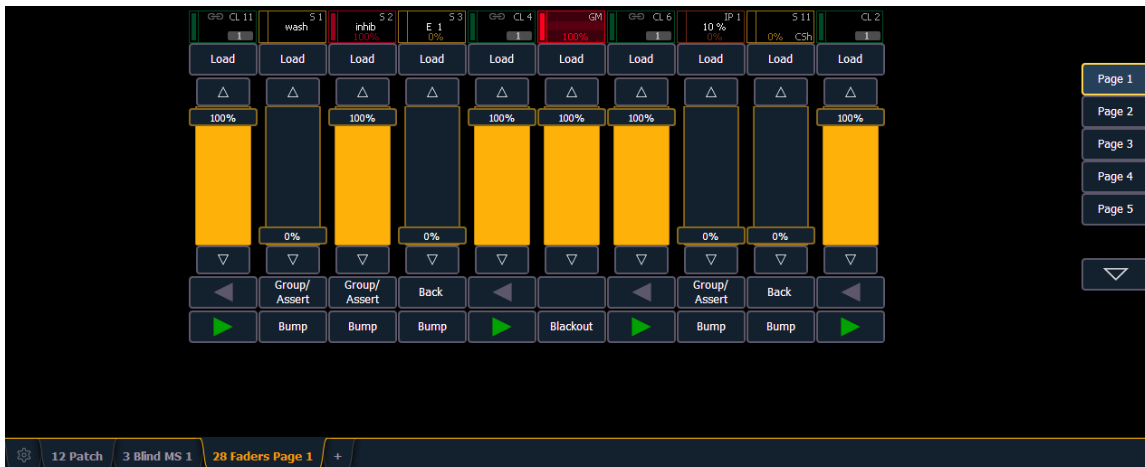 CL 11 S 1 S 2 S 3 CL 4 GM CL 6 IP 1 S 11 CL 2
1 wash inhib E 1 1 1 10 % 1
100% 0% 100% 0% 0% CSh
Load Load Load Load Load Load Load Load Load Load
Page 1
Page 2
100% 100% 100% 100% 100% 100%
Page 3
Page 4
Page 5
0% 0% 0% 0%
Group/ Group/ Back Group/ Back
Assert Assert Assert
Bump Bump Bump Blackout Bump Bump
12 Patch 3 Blind MS 1 28 Faders Page 1 +